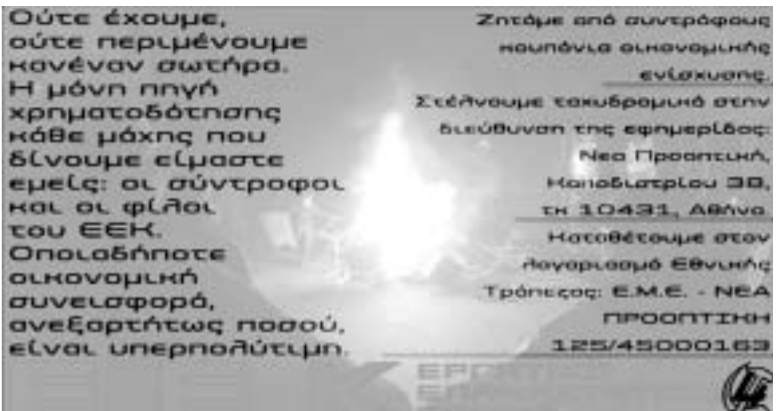 Ούτε έχουμε,
ούτε περιμένουμε
κανέναν σωτήρα.
Η μόνη πηγή
χρηματοδότησης
κάθε μάχης που
δίνουμε είμαστε
εμείς: οι σύντροφοι
και οι φίλοι
του ΕΕΚ.
Οποιαδήποτε
οικονομική
συνεισφορά,
ανεξαρτήτως ποσού,
είναι υπερπολύτιμη.
Ζητάμε από συντρόφους
κουπόνια οικονομικής
ενίσχυσης.
Στέλνουμε ταχυδρομικά στην
διεύθυνση της εφημερίδας:
Νεα Προοπτική,
Καποδιστρίου 38,
τκ 10431, Αθήνα.
Καταθέτουμε στον
λογαριασμό Εθνικής
Τράπεζας: Ε.Μ.Ε. - ΝΕΑ
ΠΡΟΟΠΤΙΚΗ
125/45000163